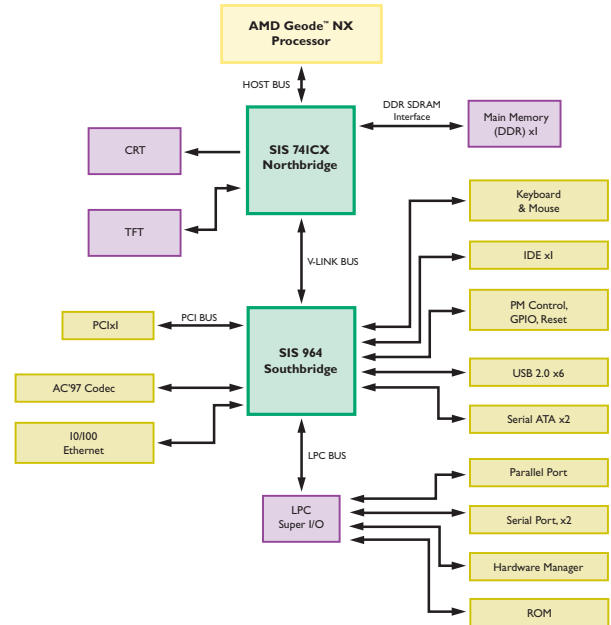 AMD Geode™ NX
Processor
HOST BUS
DDR SDRAM
Interface
Main Memory
(DDR) x1
SIS 741CX
Northbridge
CRT
TFT
Keyboard
& Mouse
V-LINK BUS
IDE x1
PM Control,
GPIO, Reset
PCIx1
PCI BUS
SIS 964
Southbridge
USB 2.0 x6
AC'97 Codec
Serial ATA x2
10/100
Ethernet
LPC BUS
Parallel Port
LPC
Super I/O
Serial Port, x2
Hardware Manager
ROM